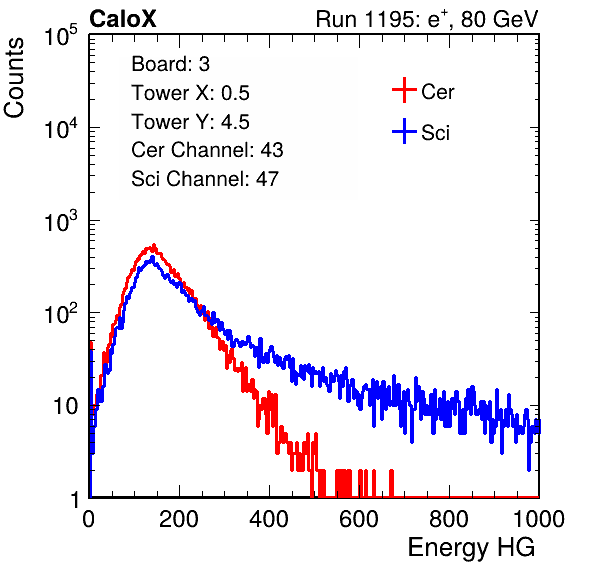 CaloX Run 1195: e⁺, 80 GeV
Counts
10⁵
10⁴
10³
10²
10
1
Board: 3
Tower X: 0.5
Tower Y: 4.5
Cer Channel: 43
Sci Channel: 47
Cer
Sci
0 200 400 600 800 1000
Energy HG